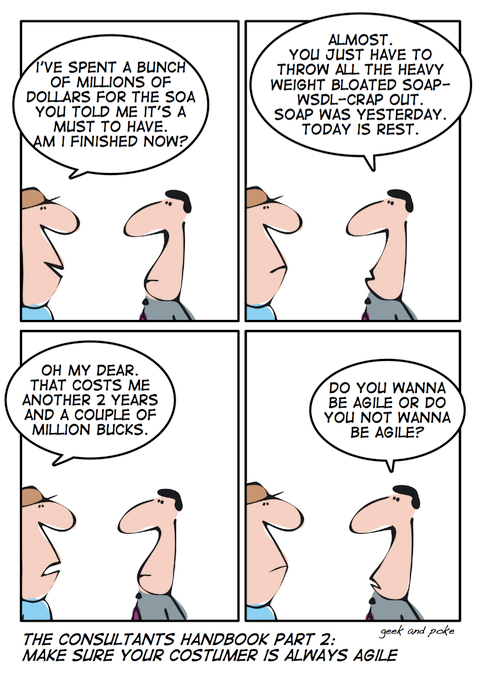 I'VE SPENT A BUNCH
OF MILLIONS OF
DOLLARS FOR THE SOA
YOU TOLD ME IT'S A
MUST TO HAVE.
AM I FINISHED NOW?
ALMOST.
YOU JUST HAVE TO
THROW ALL THE HEAVY
WEIGHT BLOATED SOAP-
WSDL-CRAP OUT.
SOAP WAS YESTERDAY.
TODAY IS REST.
OH MY DEAR.
THAT COSTS ME
ANOTHER 2 YEARS
AND A COUPLE OF
MILLION BUCKS.
DO YOU WANNA
BE AGILE OR DO
YOU NOT WANNA
BE AGILE?
geek and poke
THE CONSULTANTS HANDBOOK PART 2:
MAKE SURE YOUR COSTUMER IS ALWAYS AGILE